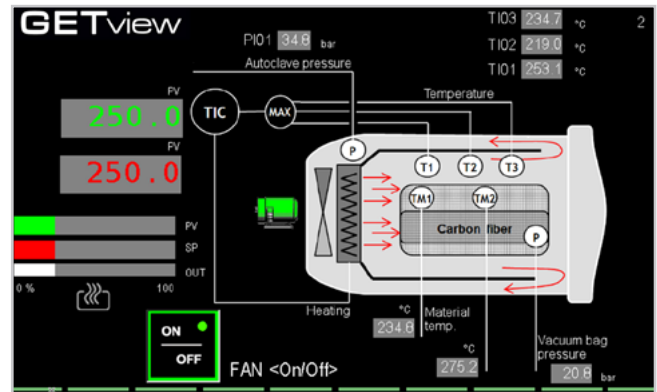 GETview
TI03 234.7 °C 2
PI01 34.8 bar
TI02 219.0 °C
Autoclave pressure
TI01 253.1 °C
PV
250.0
TIC
MAX
Temperature
PV
250.0
P
T1 T2 T3
TM1 TM2
Carbon fiber
P
PV
SP
OUT
0 % 100
Heating
°C Material
234.8 temp.
ON
OFF
FAN <On/Off>
°C
275.2
Vacuum bag
pressure
20.8 bar